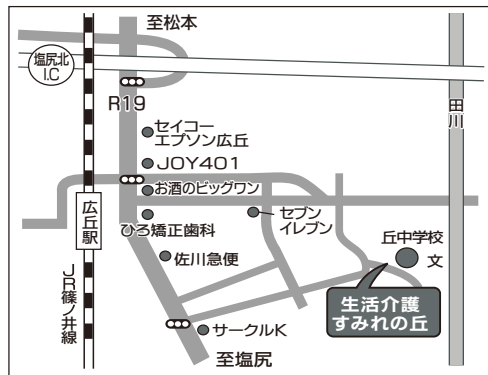 至松本
塩尻北
I.C
R19
田川
セイコー
エプソン広丘
JOY401
お酒のビッグワン
広丘駅
ひろ矯正歯科
セブン
イレブン
丘中学校
文
佐川急便
JR篠ノ井線
生活介護
すみれの丘
サークルK
至塩尻